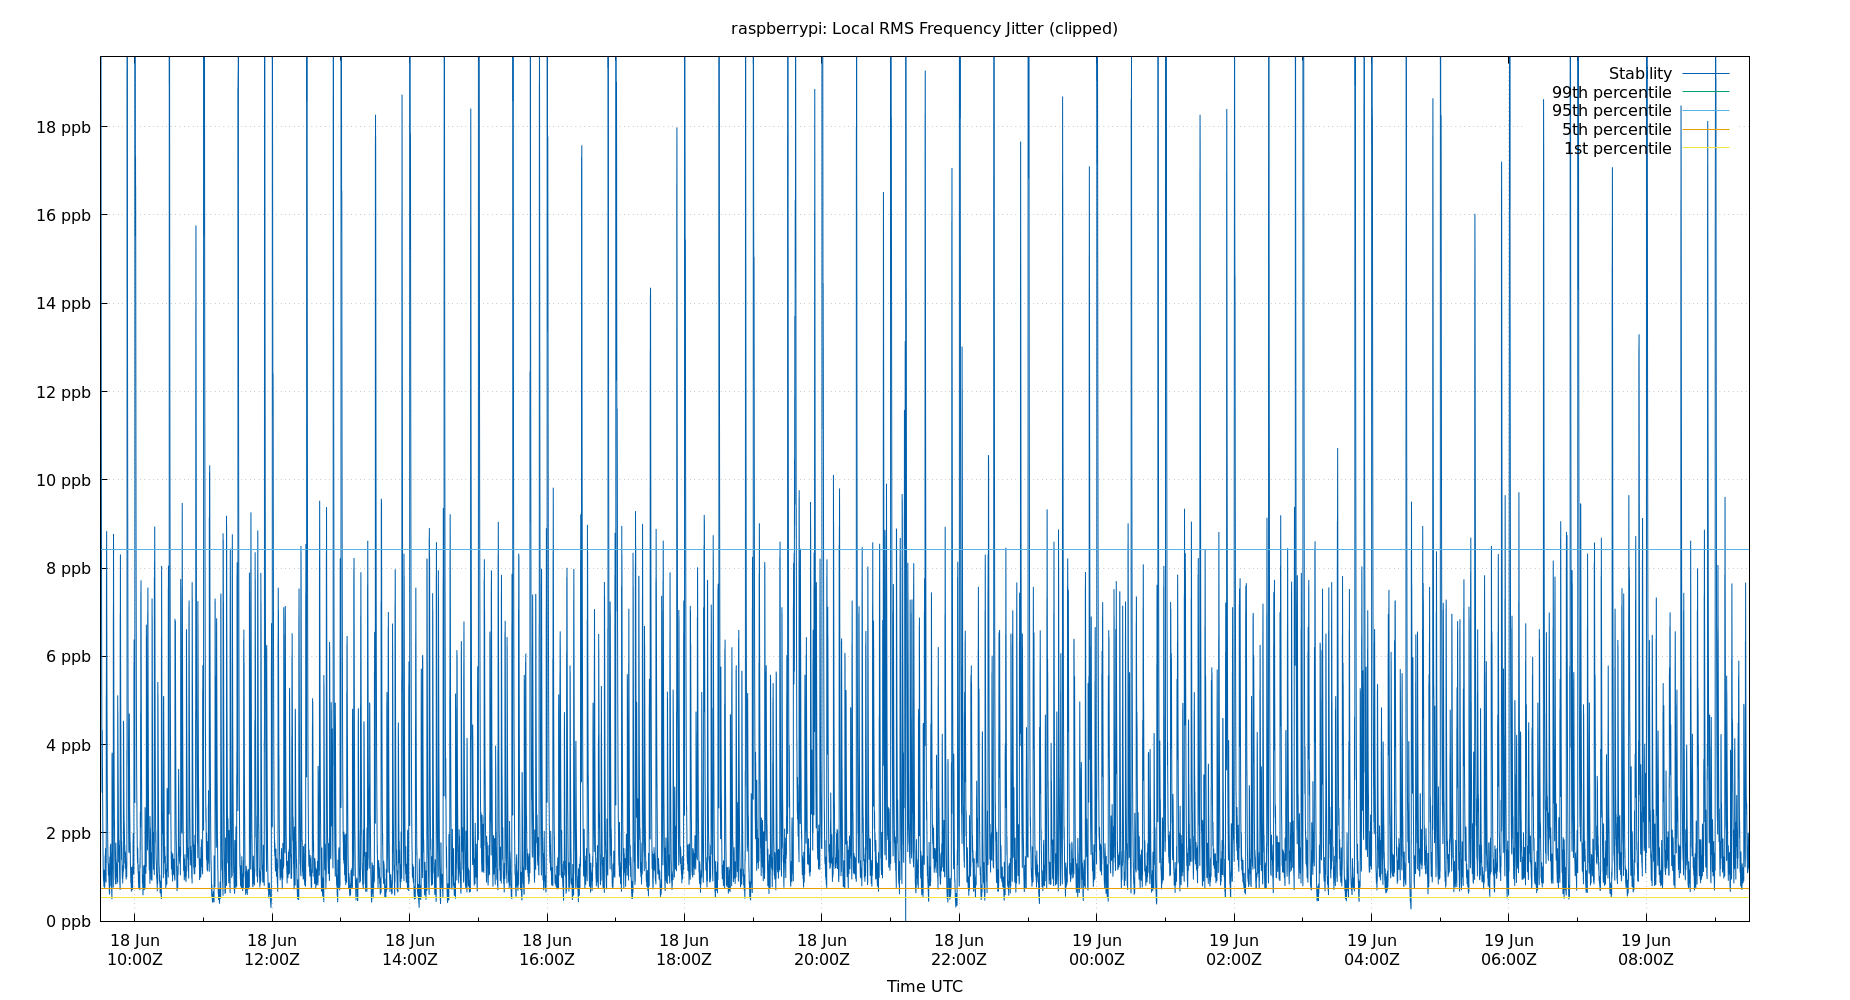 raspberrypi: Local RMS Frequency Jitter (clipped)
Stability
99th percentile
95th percentile
5th percentile
1st percentile
18 ppb
16 ppb
14 ppb
12 ppb
10 ppb
8 ppb
6 ppb
4 ppb
2 ppb
0 ppb
18 Jun 18 Jun 18 Jun 18 Jun 18 Jun 18 Jun 18 Jun 19 Jun 19 Jun 19 Jun 19 Jun 19 Jun
10:00Z 12:00Z 14:00Z 16:00Z 18:00Z 20:00Z 22:00Z 00:00Z 02:00Z 04:00Z 06:00Z 08:00Z
Time UTC